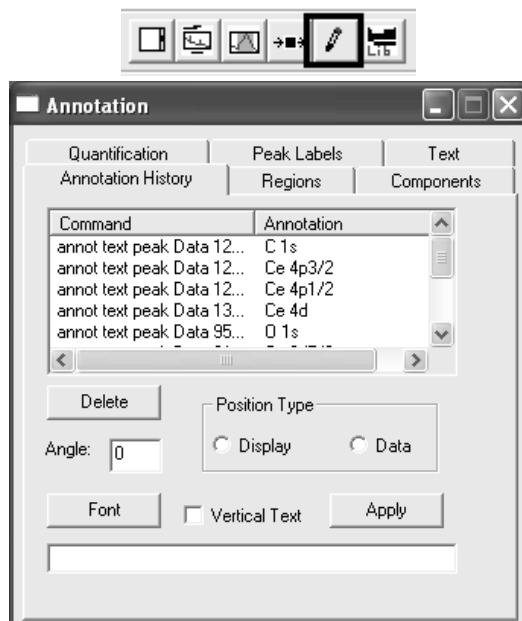 Lib
Annotation
Quantification Peak Labels Text
Annotation History Regions Components
Command Annotation
annot text peak Data 12... C 1s
annot text peak Data 12... Ce 4p3/2
annot text peak Data 12... Ce 4p1/2
annot text peak Data 13... Ce 4d
annot text peak Data 95... O 1s
Delete Position Type
Angle: 0 Display Data
Font Vertical Text Apply